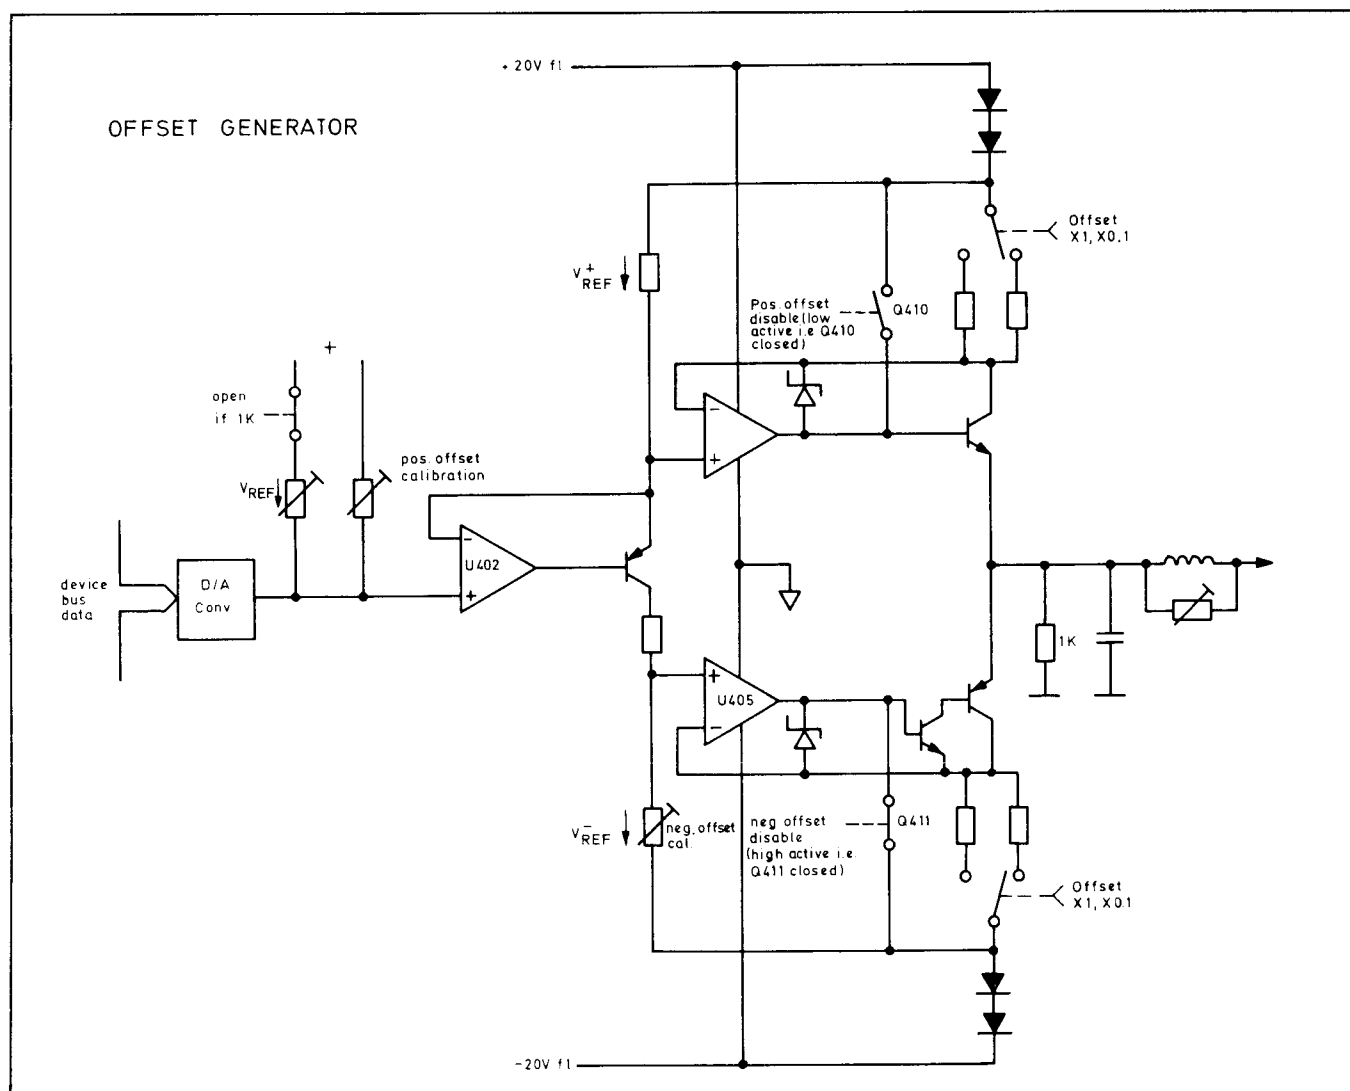 +20V fl
OFFSET GENERATOR
Offset
X1, X0.1
V+REF
Pos. offset
disable (low
active i.e Q410
closed)
Q410
+
open
if 1K
VREF
pos. offset
calibration
-
+
-
U402
+
device
bus
data
D/A
Conv
1K
+
U405
-
V-REF
neg. offset
cal.
neg offset
disable
(high active i.e.
Q411 closed)
Q411
Offset
X1, X0.1
-20V fl